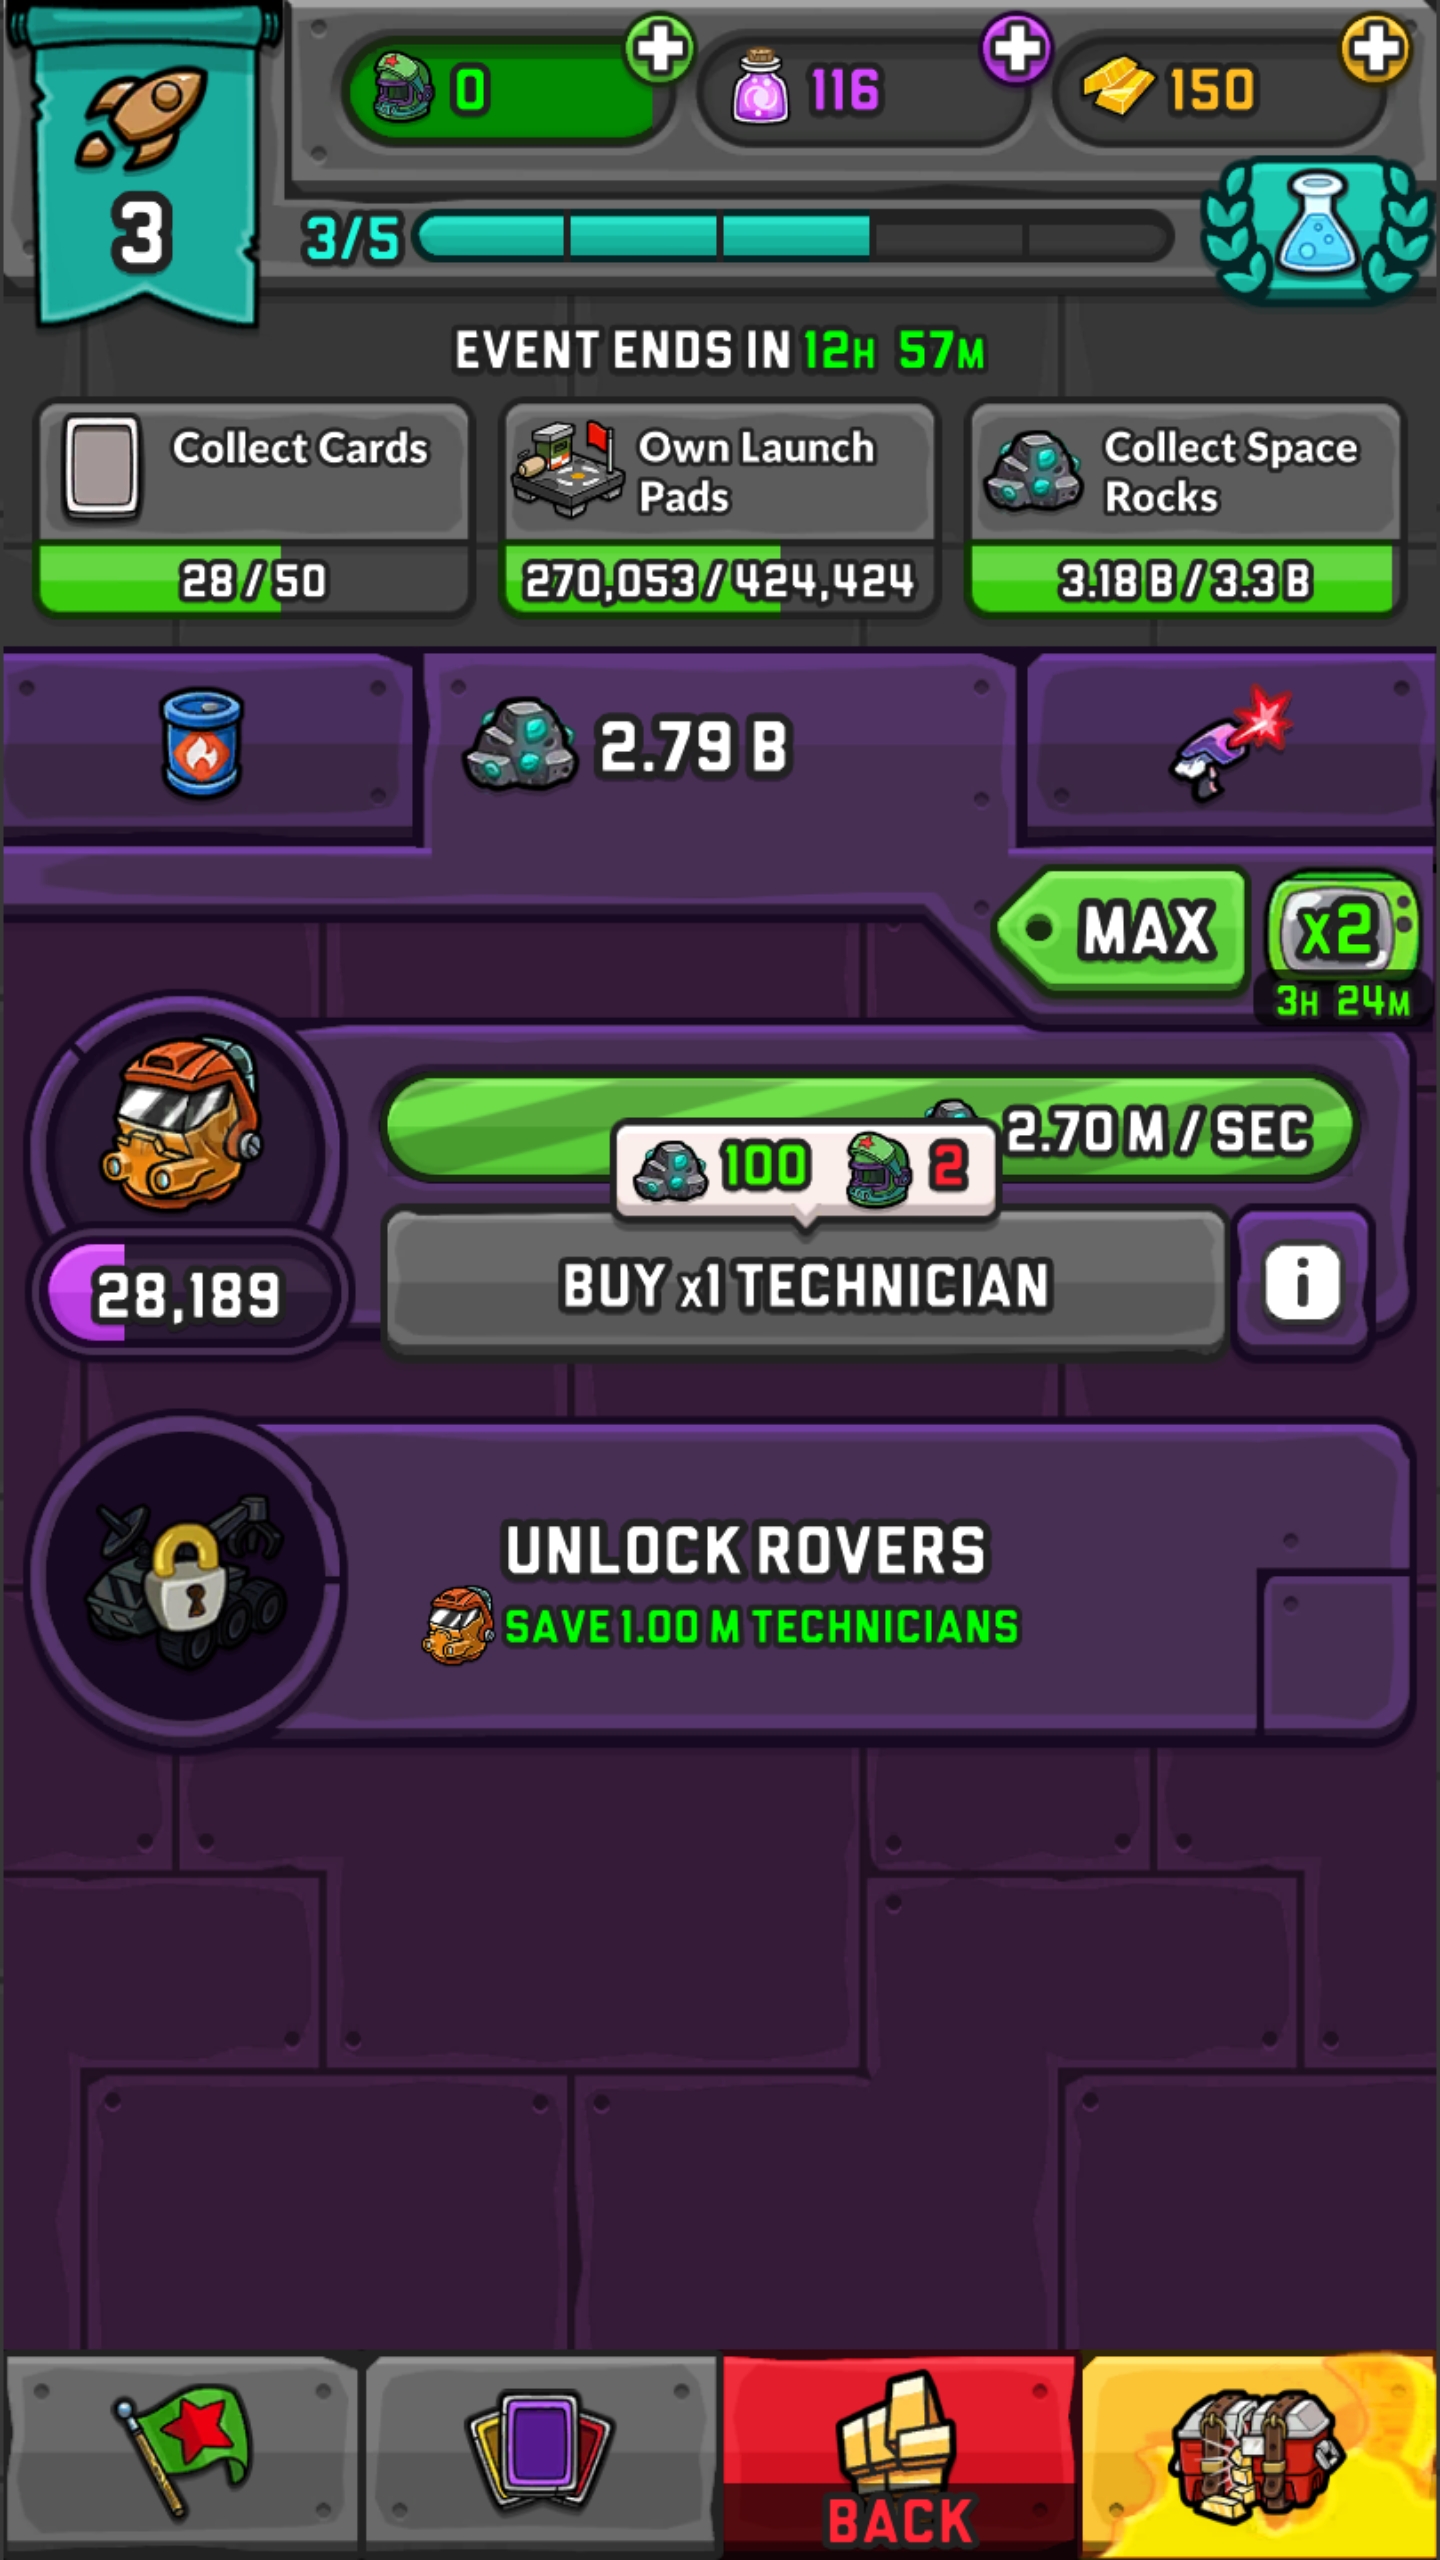 0
116
150
3
3/5
EVENT ENDS IN 12H 57M
Collect Cards
28 / 50
Own Launch
Pads
270,053 / 424,424
Collect Space
Rocks
3.18 B / 3.3 B
2.79 B
MAX
x2
3H 24M
2.70 M / SEC
100
2
28,189
BUY x1 TECHNICIAN
i
UNLOCK ROVERS
SAVE 1.00 M TECHNICIANS
BACK